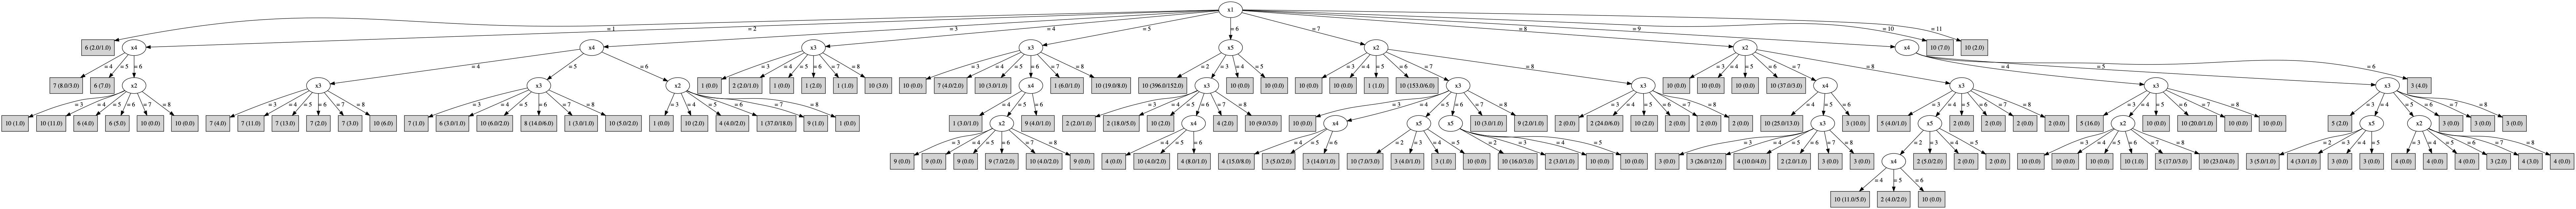 x1
= 1 = 2 = 3 = 4 = 5 = 6 = 7 = 8 = 9 = 10 = 11
6 (2.0/1.0) x4 x4 x3 x3 x5 x2 x2 x4 10 (7.0) 10 (2.0)
= 4 = 5 = 6 = 4 = 5 = 6 = 3 = 4 = 5 = 6 = 7 = 8 = 3 = 4 = 5 = 6 = 7 = 8 = 2 = 3 = 4 = 5 = 3 = 4 = 5 = 6 = 7 = 8 = 3 = 4 = 5 = 6 = 7 = 8 = 4 = 5 = 6
7 (8.0/3.0) 6 (7.0) x2 x3 x3 x2 1 (0.0) 2 (2.0/1.0) 1 (0.0) 1 (2.0) 1 (1.0) 10 (3.0) 10 (0.0) 7 (4.0/2.0) 10 (3.0/1.0) x4 1 (6.0/1.0) 10 (19.0/8.0) 10 (396.0/152.0) x3 10 (0.0) 10 (0.0) 10 (0.0) 10 (0.0) 1 (1.0) 10 (153.0/6.0) x3 x3 10 (0.0) 10 (0.0) 10 (0.0) 10 (37.0/3.0) x4 x3 x3 x3 3 (4.0)
= 3 = 4 = 5 = 6 = 7 = 8 = 3 = 4 = 5 = 6 = 7 = 8 = 3 = 4 = 5 = 6 = 7 = 8 = 3 = 4 = 5 = 6 = 7 = 8 = 4 = 5 = 6 = 3 = 4 = 5 = 6 = 7 = 8 = 3 = 4 = 5 = 6 = 7 = 8 = 3 = 4 = 5 = 6 = 7 = 8 = 4 = 5 = 6 = 3 = 4 = 5 = 6 = 7 = 8 = 3 = 4 = 5 = 6 = 7 = 8 = 3 = 4 = 5 = 6 = 7 = 8
10 (1.0) 10 (11.0) 6 (4.0) 6 (5.0) 10 (0.0) 10 (0.0) 7 (4.0) 7 (11.0) 7 (13.0) 7 (2.0) 7 (3.0) 10 (6.0) 7 (1.0) 6 (3.0/1.0) 10 (6.0/2.0) 8 (14.0/6.0) 1 (3.0/1.0) 10 (5.0/2.0) 1 (0.0) 10 (2.0) 4 (4.0/2.0) 1 (37.0/18.0) 9 (1.0) 1 (0.0) 1 (3.0/1.0) x2 9 (4.0/1.0) 2 (2.0/1.0) 2 (18.0/5.0) 10 (2.0) x4 4 (2.0) 10 (9.0/3.0) 10 (0.0) x4 x5 x5 10 (3.0/1.0) 9 (2.0/1.0) 2 (0.0) 2 (24.0/6.0) 10 (2.0) 2 (0.0) 2 (0.0) 2 (0.0) 10 (25.0/13.0) x3 3 (10.0) 5 (4.0/1.0) x5 2 (0.0) 2 (0.0) 2 (0.0) 2 (0.0) 5 (16.0) x2 10 (0.0) 10 (20.0/1.0) 10 (0.0) 10 (0.0) 5 (2.0) x5 x2 3 (0.0) 3 (0.0) 3 (0.0)
= 3 = 4 = 5 = 6 = 7 = 8 = 4 = 5 = 6 = 4 = 5 = 6 = 2 = 3 = 4 = 5 = 2 = 3 = 4 = 5 = 3 = 4 = 5 = 6 = 7 = 8 = 2 = 3 = 4 = 5 = 3 = 4 = 5 = 6 = 7 = 8 = 2 = 3 = 4 = 5 = 3 = 4 = 5 = 6 = 7 = 8
9 (0.0) 9 (0.0) 9 (0.0) 9 (7.0/2.0) 10 (4.0/2.0) 9 (0.0) 4 (0.0) 10 (4.0/2.0) 4 (8.0/1.0) 4 (15.0/8.0) 3 (5.0/2.0) 3 (14.0/1.0) 10 (7.0/3.0) 3 (4.0/1.0) 3 (1.0) 10 (0.0) 10 (16.0/3.0) 2 (3.0/1.0) 10 (0.0) 10 (0.0) 3 (0.0) 3 (26.0/12.0) 4 (10.0/4.0) 2 (2.0/1.0) 3 (0.0) 3 (0.0) x4 2 (5.0/2.0) 2 (0.0) 2 (0.0) 10 (0.0) 10 (0.0) 10 (0.0) 10 (1.0) 5 (17.0/3.0) 10 (23.0/4.0) 3 (5.0/1.0) 4 (3.0/1.0) 3 (0.0) 3 (0.0) 4 (0.0) 4 (0.0) 4 (0.0) 3 (2.0) 4 (3.0) 4 (0.0)
= 4 = 5 = 6
10 (11.0/5.0) 2 (4.0/2.0) 10 (0.0)